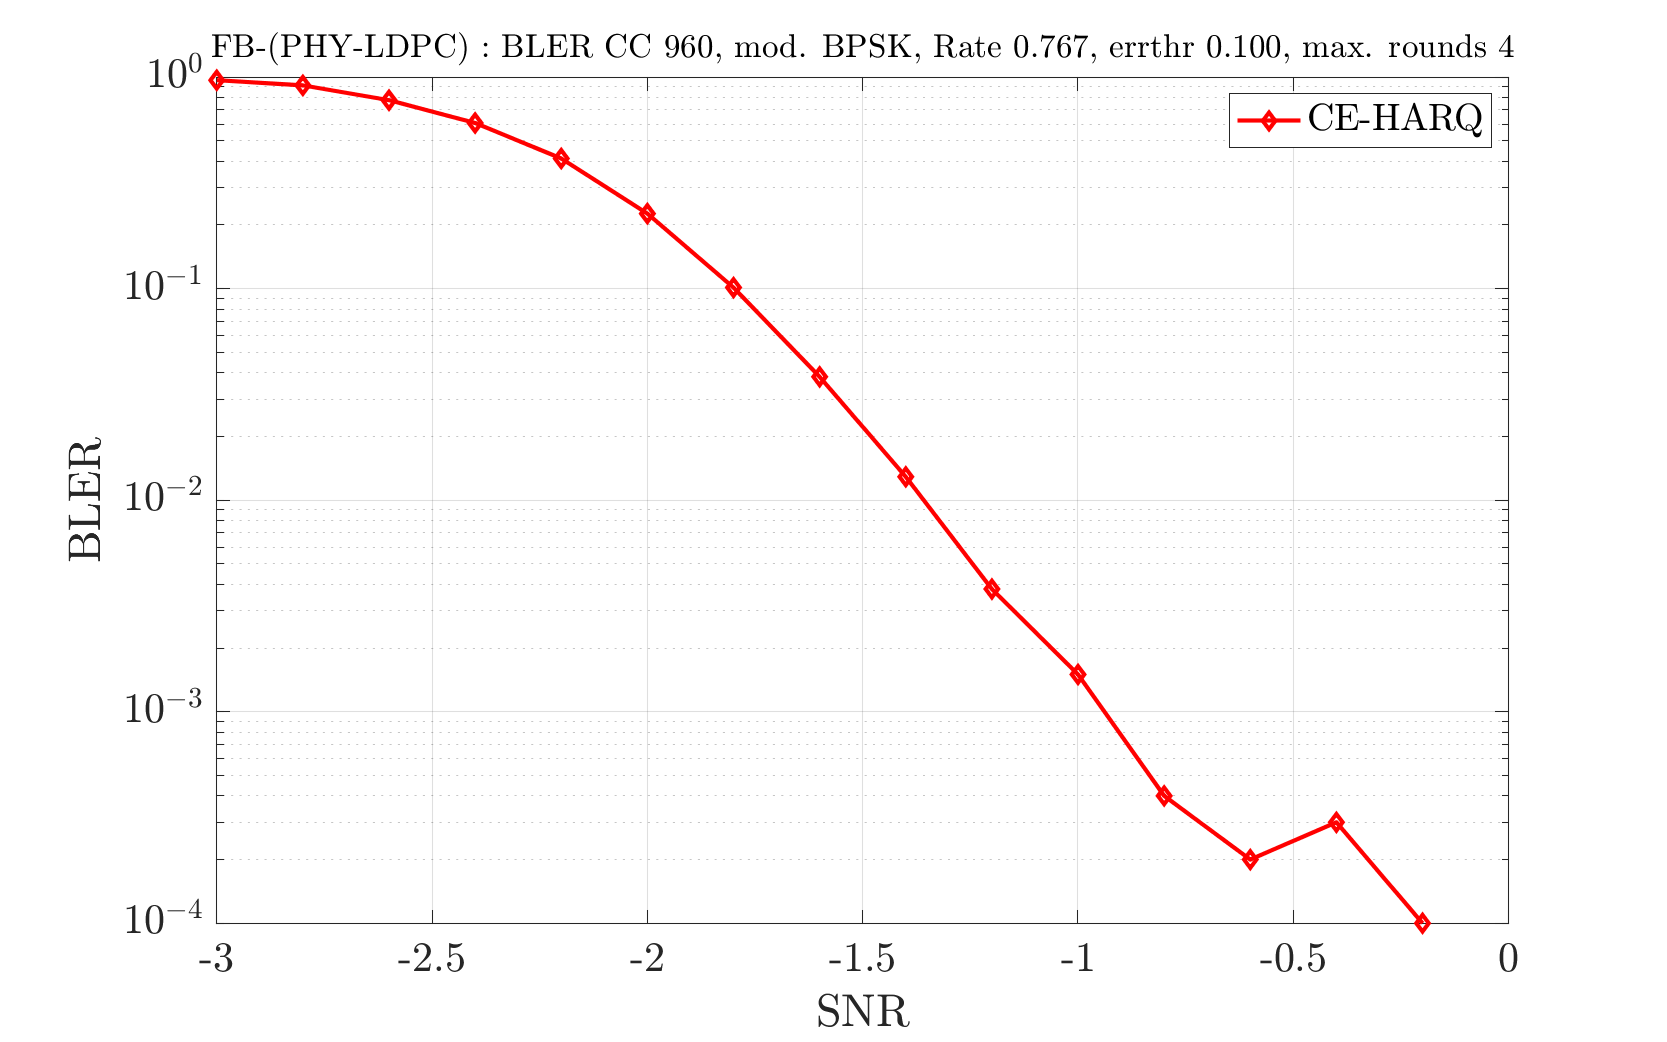 FB-(PHY-LDPC) : BLER CC 960, mod. BPSK, Rate 0.767, errthr 0.100, max. rounds 4
10^0
CE-HARQ
10^{-1}
10^{-2}
10^{-3}
10^{-4}
BLER
-3 -2.5 -2 -1.5 -1 -0.5 0
SNR